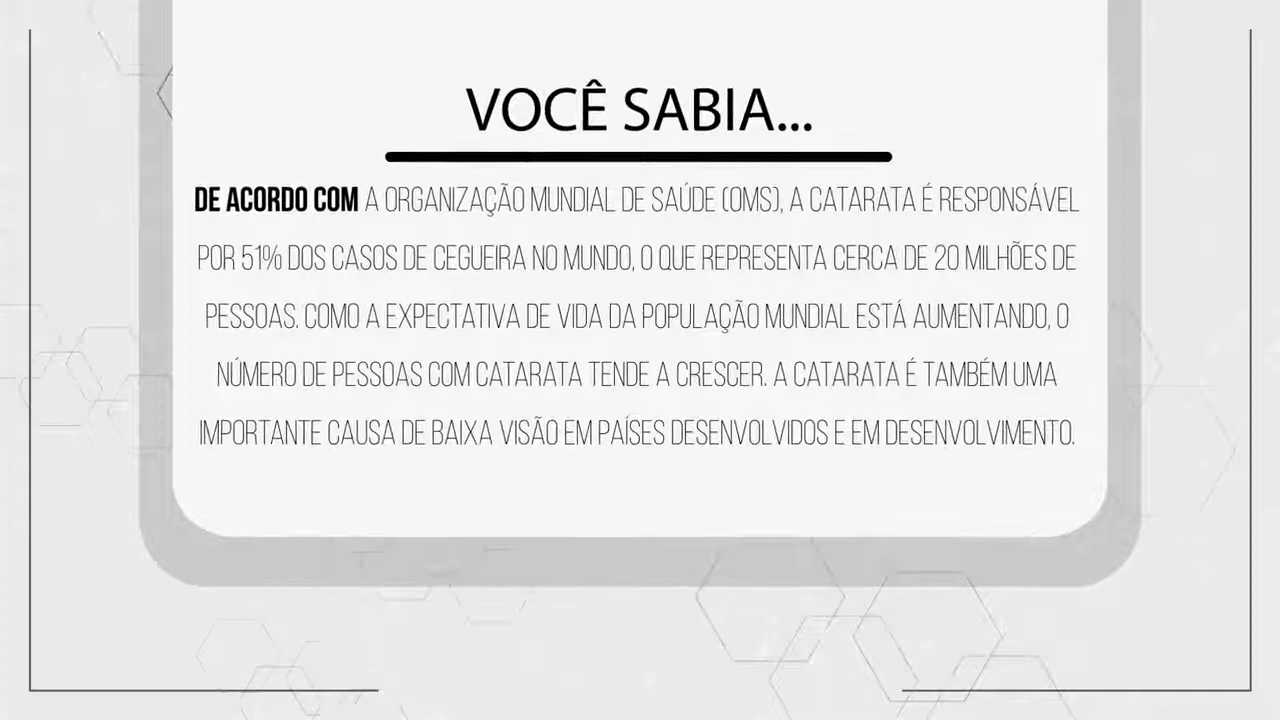 VOCÊ SABIA...
DE ACORDO COM A ORGANIZAÇÃO MUNDIAL DE SAÚDE (OMS), A CATARATA É RESPONSÁVEL
POR 51% DOS CASOS DE CEGUEIRA NO MUNDO, O QUE REPRESENTA CERCA DE 20 MILHÕES DE
PESSOAS. COMO A EXPECTATIVA DE VIDA DA POPULAÇÃO MUNDIAL ESTÁ AUMENTANDO, O
NÚMERO DE PESSOAS COM CATARATA TENDE A CRESCER. A CATARATA É TAMBÉM UMA
IMPORTANTE CAUSA DE BAIXA VISÃO EM PAÍSES DESENVOLVIDOS E EM DESENVOLVIMENTO.